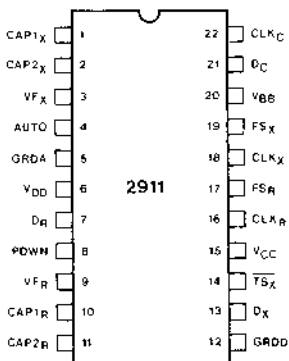 CAP1X 1 22 CLKC
CAP2X 2 21 DC
VFX 3 20 VBB
AUTO 4 19 FSX
GRDA 5 18 CLKX
VDD 6 2911 17 FSR
DR 7 16 CLKR
PDWN 8 15 VCC
VFR 9 14 TSX
CAP1R 10 13 DX
CAP2R 11 12 GRDD